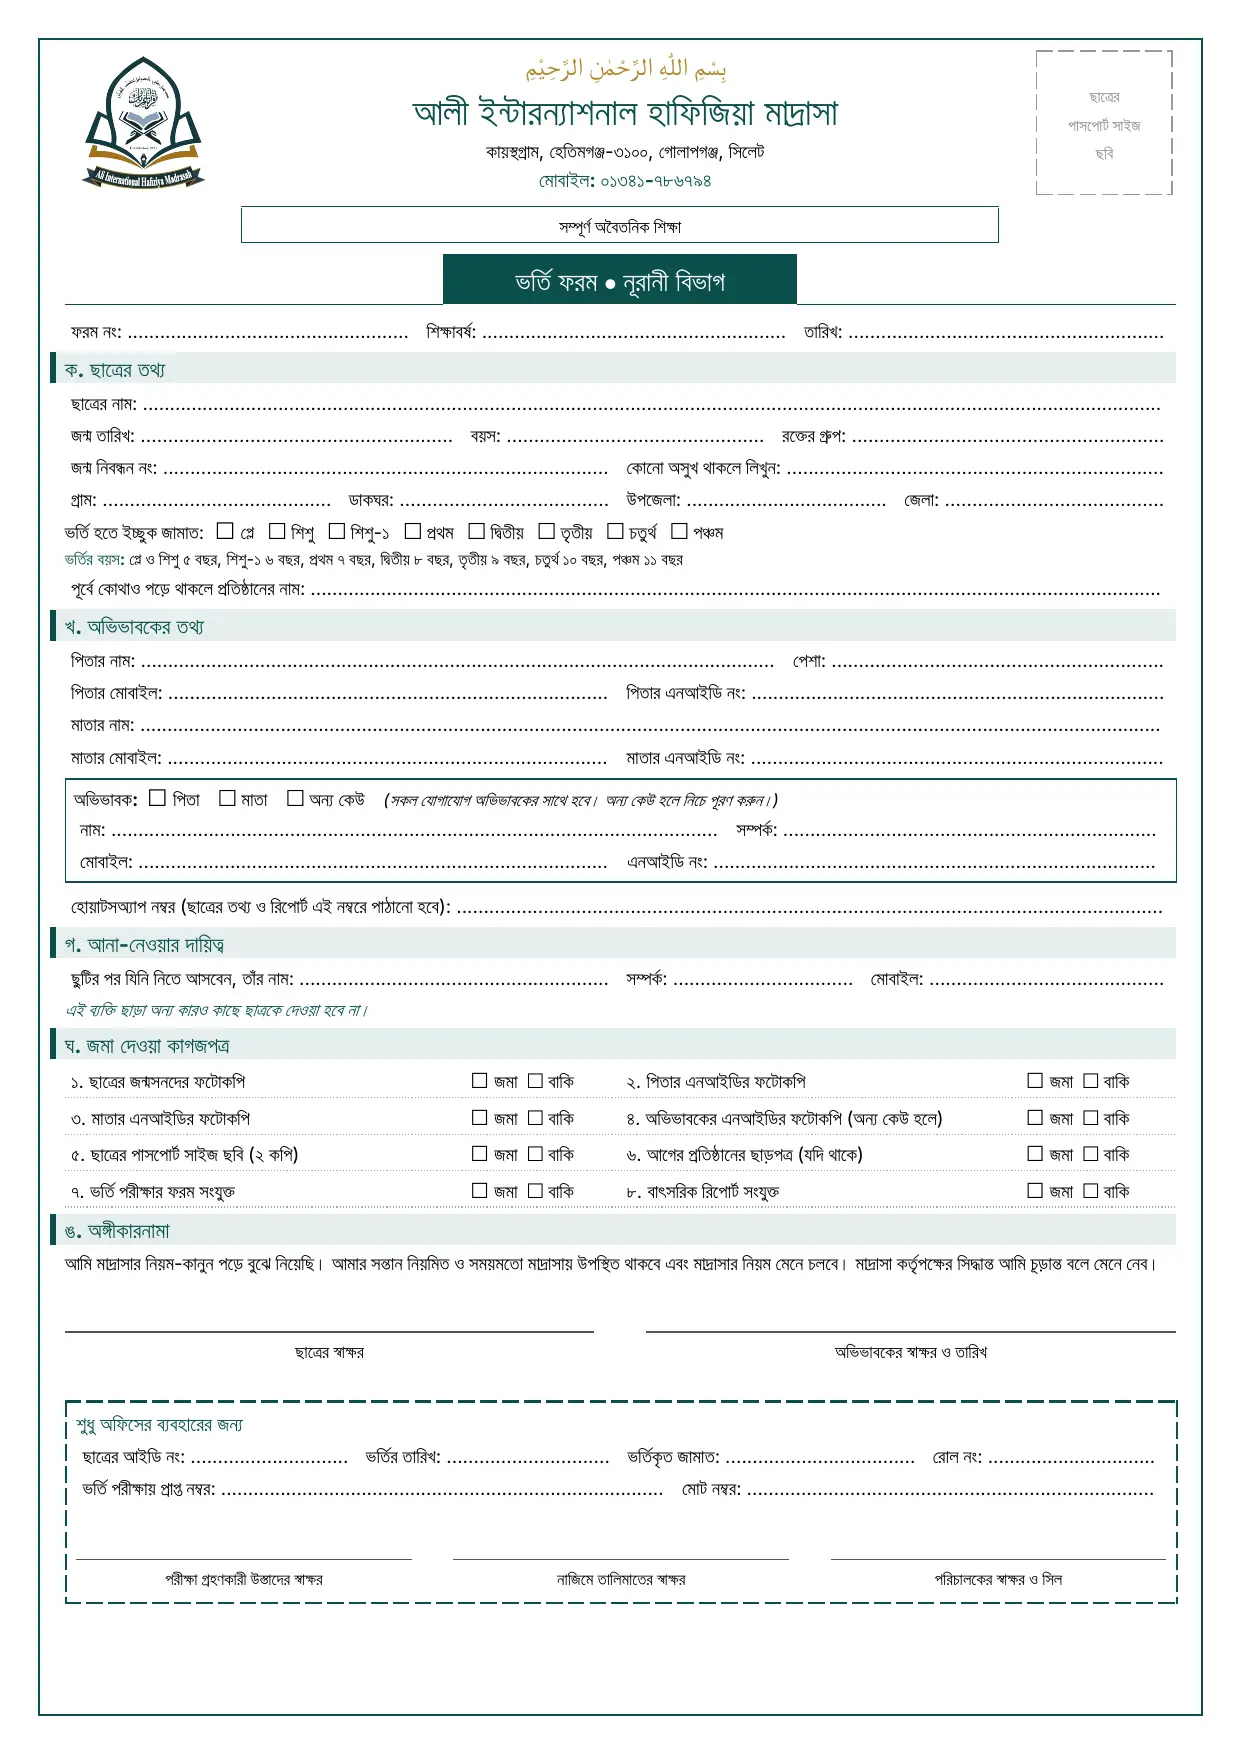 بِسْمِ اللّٰهِ الرَّحْمٰنِ الرَّحِيْمِ
আলী ইন্টারন্যাশনাল হাফিজিয়া মাদ্রাসা
কায়স্থগ্রাম, হেতিমগঞ্জ-৩১০০, গোলাপগঞ্জ, সিলেট
মোবাইল: ০১৩৪১-৭৮৬৭৯৪
Ali International Hafiziya Madrasah
ছাত্রের
পাসপোর্ট সাইজ
ছবি
সম্পূর্ণ অবৈতনিক শিক্ষা
ভর্তি ফরম ● নূরানী বিভাগ
ফরম নং: শিক্ষাবর্ষ: তারিখ:
ক. ছাত্রের তথ্য
ছাত্রের নাম:
জন্ম তারিখ: বয়স: রক্তের গ্রুপ:
জন্ম নিবন্ধন নং: কোনো অসুখ থাকলে লিখুন:
গ্রাম: ডাকঘর: উপজেলা: জেলা:
ভর্তি হতে ইচ্ছুক জামাত: ☐ প্লে ☐ শিশু ☐ শিশু-১ ☐ প্রথম ☐ দ্বিতীয় ☐ তৃতীয় ☐ চতুর্থ ☐ পঞ্চম
ভর্তির বয়স: প্লে ও শিশু ৫ বছর, শিশু-১ ৬ বছর, প্রথম ৭ বছর, দ্বিতীয় ৮ বছর, তৃতীয় ৯ বছর, চতুর্থ ১০ বছর, পঞ্চম ১১ বছর
পূর্বে কোথাও পড়ে থাকলে প্রতিষ্ঠানের নাম:
খ. অভিভাবকের তথ্য
পিতার নাম: পেশা:
পিতার মোবাইল: পিতার এনআইডি নং:
মাতার নাম:
মাতার মোবাইল: মাতার এনআইডি নং:
অভিভাবক: ☐ পিতা ☐ মাতা ☐ অন্য কেউ (সকল যোগাযোগ অভিভাবকের সাথে হবে। অন্য কেউ হলে নিচে পূরণ করুন।)
নাম: সম্পর্ক:
মোবাইল: এনআইডি নং:
হোয়াটসঅ্যাপ নম্বর (ছাত্রের তথ্য ও রিপোর্ট এই নম্বরে পাঠানো হবে):
গ. আনা-নেওয়ার দায়িত্ব
ছুটির পর যিনি নিতে আসবেন, তাঁর নাম: সম্পর্ক: মোবাইল:
এই ব্যক্তি ছাড়া অন্য কারও কাছে ছাত্রকে দেওয়া হবে না।
ঘ. জমা দেওয়া কাগজপত্র
১. ছাত্রের জন্মসনদের ফটোকপি ☐ জমা ☐ বাকি ২. পিতার এনআইডির ফটোকপি ☐ জমা ☐ বাকি
৩. মাতার এনআইডির ফটোকপি ☐ জমা ☐ বাকি ৪. অভিভাবকের এনআইডির ফটোকপি (অন্য কেউ হলে) ☐ জমা ☐ বাকি
৫. ছাত্রের পাসপোর্ট সাইজ ছবি (২ কপি) ☐ জমা ☐ বাকি ৬. আগের প্রতিষ্ঠানের ছাড়পত্র (যদি থাকে) ☐ জমা ☐ বাকি
৭. ভর্তি পরীক্ষার ফরম সংযুক্ত ☐ জমা ☐ বাকি ৮. বাৎসরিক রিপোর্ট সংযুক্ত ☐ জমা ☐ বাকি
ঙ. অঙ্গীকারনামা
আমি মাদ্রাসার নিয়ম-কানুন পড়ে বুঝে নিয়েছি। আমার সন্তান নিয়মিত ও সময়মতো মাদ্রাসায় উপস্থিত থাকবে এবং মাদ্রাসার নিয়ম মেনে চলবে। মাদ্রাসা কর্তৃপক্ষের সিদ্ধান্ত আমি চূড়ান্ত বলে মেনে নেব।
ছাত্রের স্বাক্ষর অভিভাবকের স্বাক্ষর ও তারিখ
শুধু অফিসের ব্যবহারের জন্য
ছাত্রের আইডি নং: ভর্তির তারিখ: ভর্তিকৃত জামাত: রোল নং:
ভর্তি পরীক্ষায় প্রাপ্ত নম্বর: মোট নম্বর:
পরীক্ষা গ্রহণকারী উস্তাদের স্বাক্ষর নাজিমে তালিমাতের স্বাক্ষর পরিচালকের স্বাক্ষর ও সিল